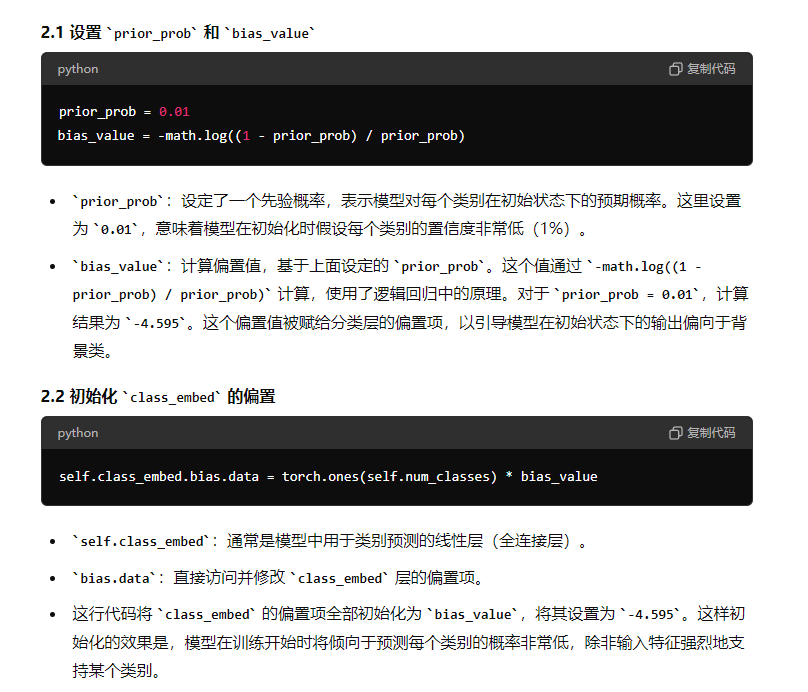 2.1 设置 `prior_prob` 和 `bias_value`
python
复制代码
prior_prob = 0.01
bias_value = -math.log((1 - prior_prob) / prior_prob)
• `prior_prob`：设定了一个先验概率，表示模型对每个类别在初始状态下的预期概率。这里设置
为 `0.01`，意味着模型在初始化时假设每个类别的置信度非常低（1%）。
• `bias_value`：计算偏置值，基于上面设定的 `prior_prob`。这个值通过 `-math.log((1 -
prior_prob) / prior_prob)` 计算，使用了逻辑回归中的原理。对于 `prior_prob = 0.01`，计算
结果为 `-4.595`。这个偏置值被赋给分类层的偏置项，以引导模型在初始状态下的输出偏向于背
景类。
2.2 初始化 `class_embed` 的偏置
python
复制代码
self.class_embed.bias.data = torch.ones(self.num_classes) * bias_value
• `self.class_embed`：通常是模型中用于类别预测的线性层（全连接层）。
• `bias.data`：直接访问并修改 `class_embed` 层的偏置项。
• 这行代码将 `class_embed` 的偏置项全部初始化为 `bias_value`，将其设置为 `-4.595`。这样初
始化的效果是，模型在训练开始时将倾向于预测每个类别的概率非常低，除非输入特征强烈地支
持某个类别。